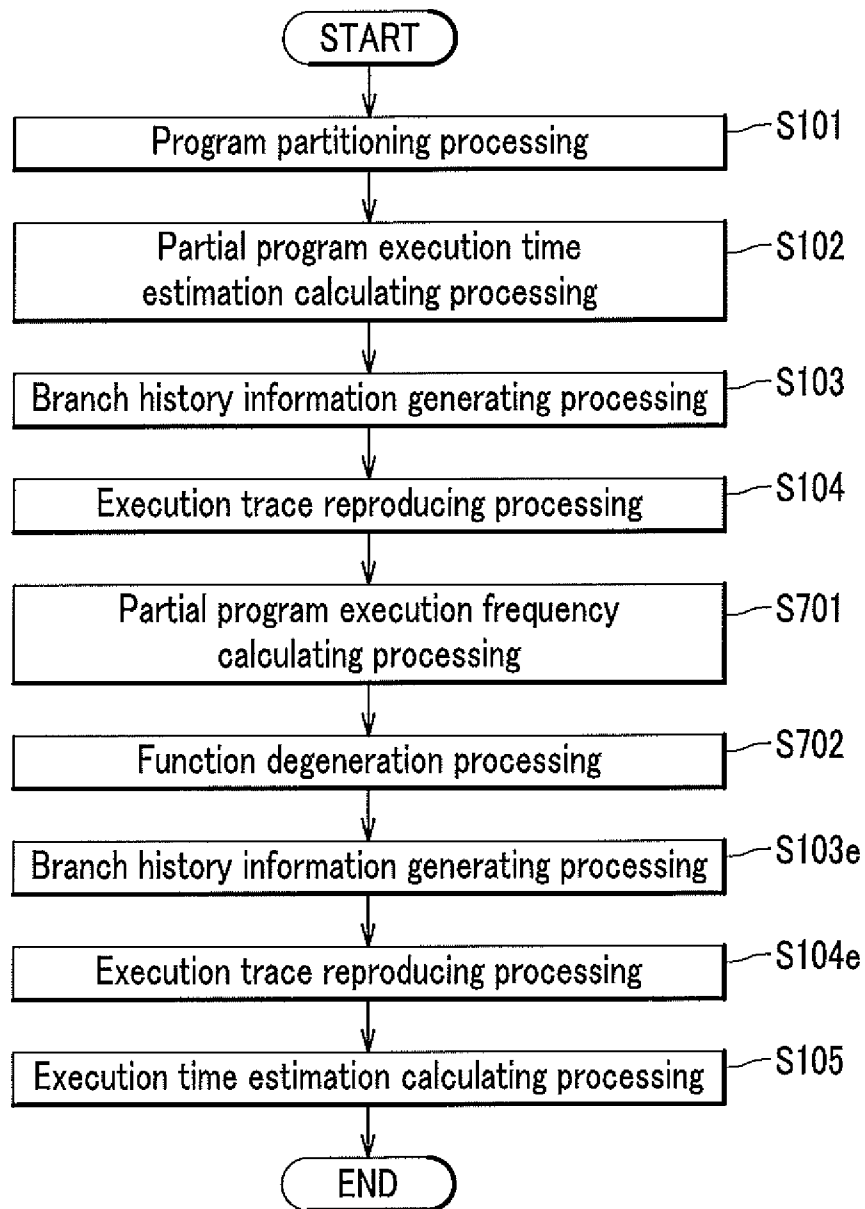 START
Program partitioning processing
S101
Partial program execution time
estimation calculating processing
S102
Branch history information generating processing
S103
Execution trace reproducing processing
S104
Partial program execution frequency
calculating processing
S701
Function degeneration processing
S702
Branch history information generating processing
S103e
Execution trace reproducing processing
S104e
Execution time estimation calculating processing
S105
END